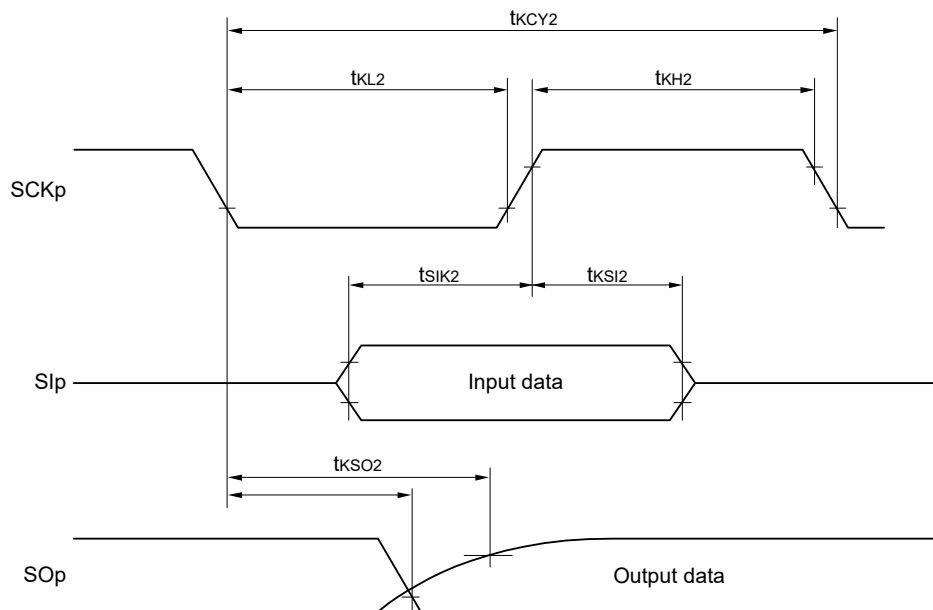 tKCY2
tKL2
tKH2
SCKp
tSIK2
tKSI2
SIp
Input data
tKSO2
SOp
Output data